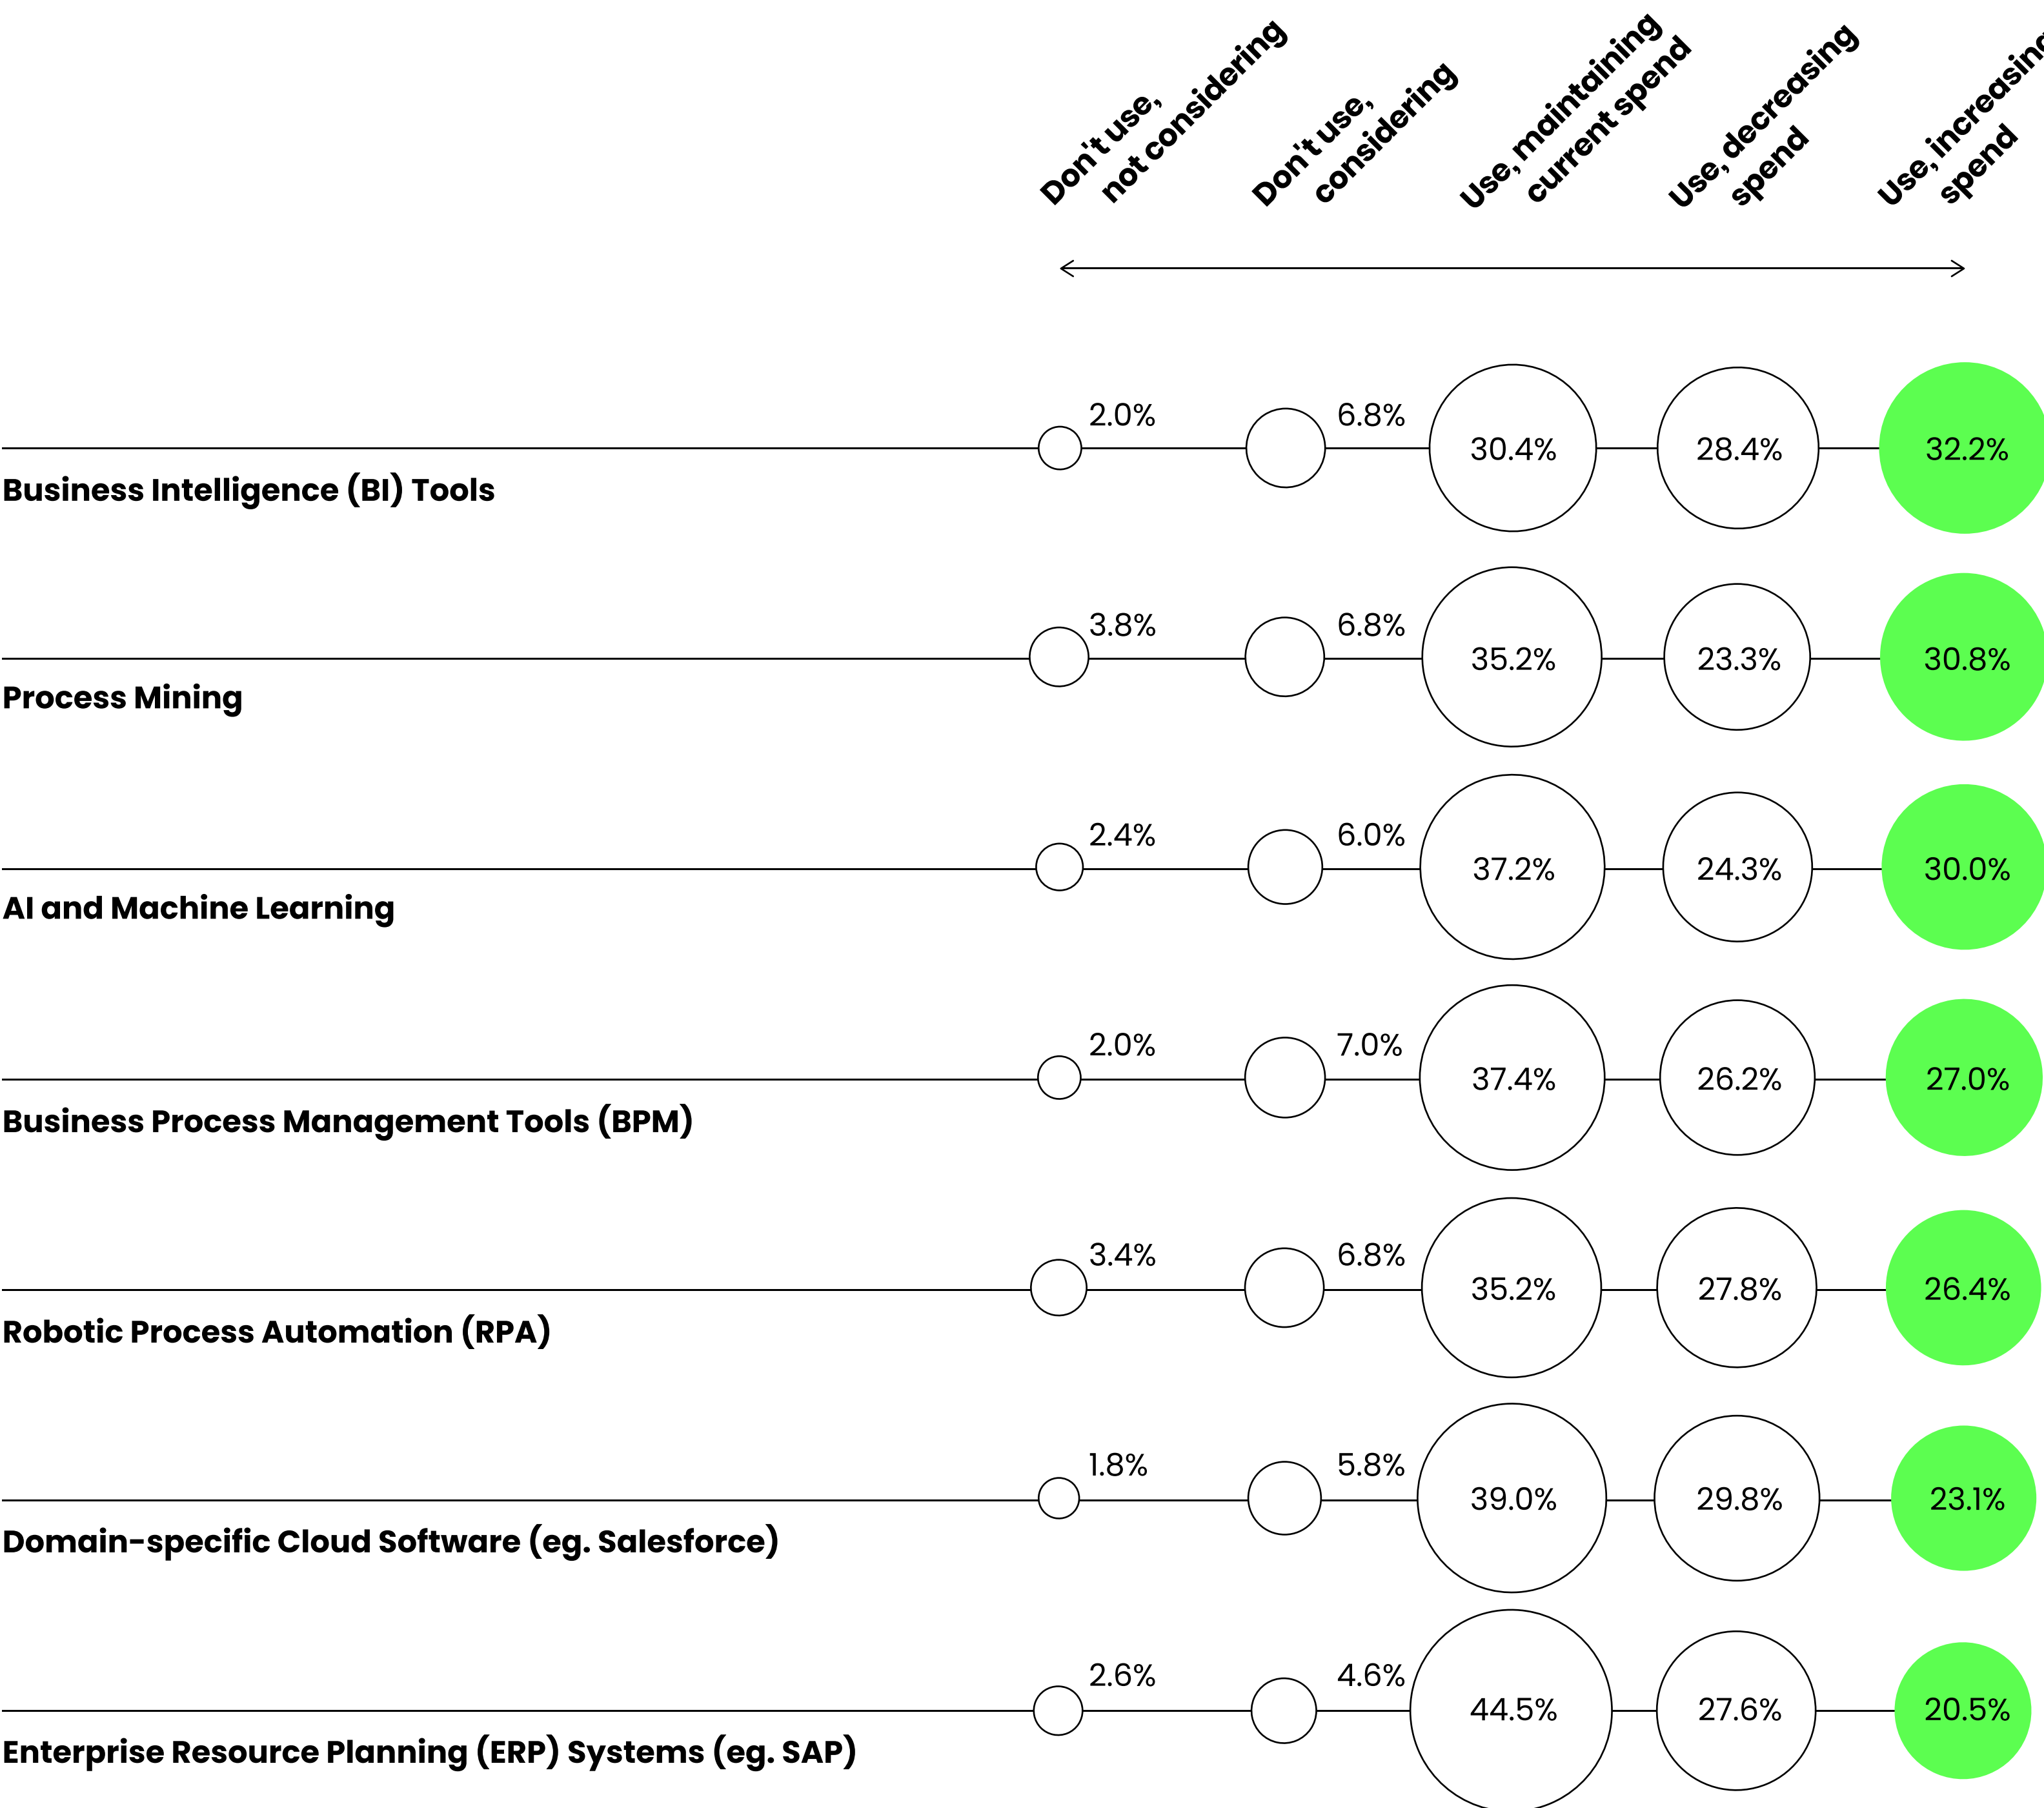 Don't use,
not considering
Don't use,
considering
Use, maintaining
current spend
Use, decreasing
spend
Use, increasing
spend
2.0% 6.8% 30.4% 28.4% 32.2%
Business Intelligence (BI) Tools
3.8% 6.8% 35.2% 23.3% 30.8%
Process Mining
2.4% 6.0% 37.2% 24.3% 30.0%
AI and Machine Learning
2.0% 7.0% 37.4% 26.2% 27.0%
Business Process Management Tools (BPM)
3.4% 6.8% 35.2% 27.8% 26.4%
Robotic Process Automation (RPA)
1.8% 5.8% 39.0% 29.8% 23.1%
Domain-specific Cloud Software (eg. Salesforce)
2.6% 4.6% 44.5% 27.6% 20.5%
Enterprise Resource Planning (ERP) Systems (eg. SAP)